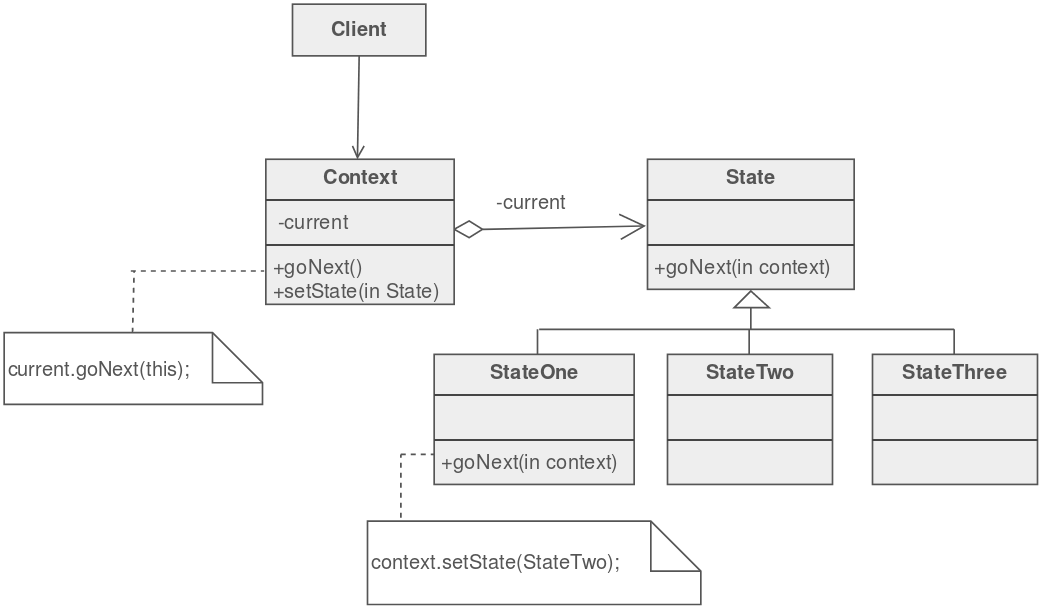 Client
Context
-current
+goNext()
+setState(in State)
-current
State
+goNext(in context)
current.goNext(this);
StateOne
+goNext(in context)
StateTwo
StateThree
context.setState(StateTwo);